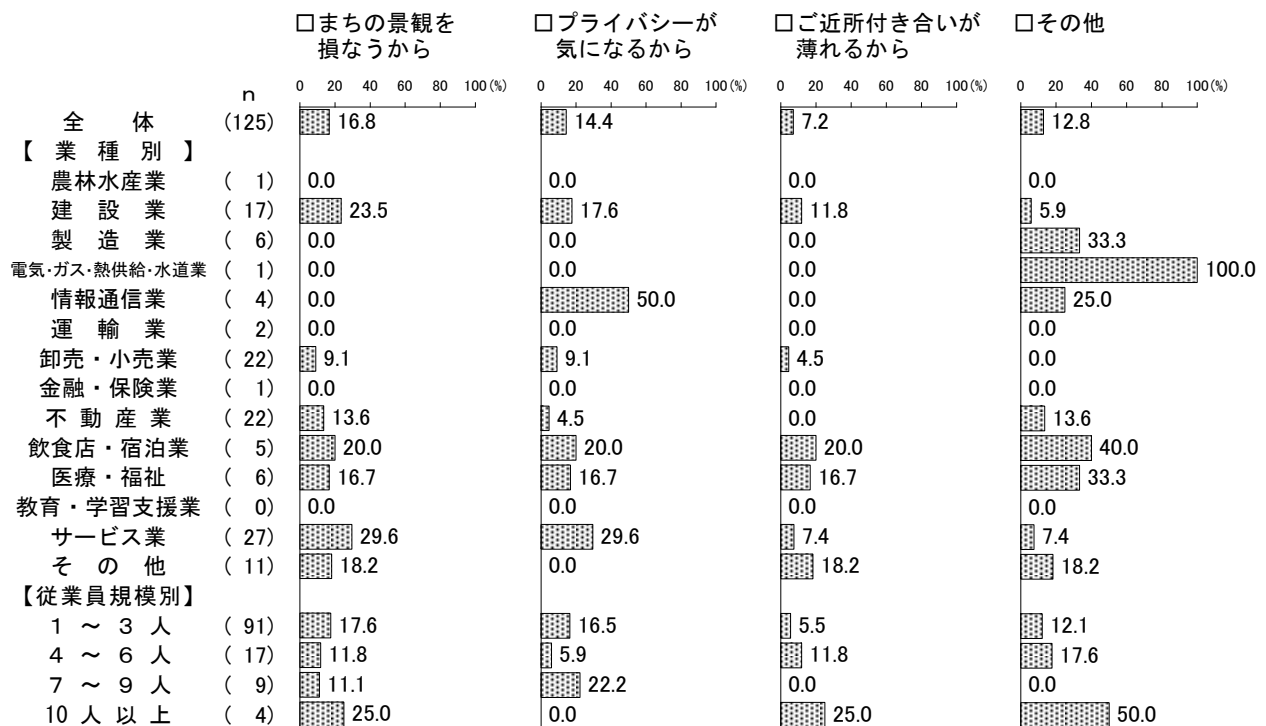 □まちの景観を 損なうから □プライバシーが 気になるから □ご近所付き合いが 薄れるから □その他
0 20 40 60 80 100(%) 0 20 40 60 80 100(%) 0 20 40 60 80 100(%) 0 20 40 60 80 100(%)
n
全体 (125) 16.8 14.4 7.2 12.8
【業種別】
農林水産業 ( 1) 0.0 0.0 0.0 0.0
建設業 ( 17) 23.5 17.6 11.8 5.9
製造業 ( 6) 0.0 0.0 0.0 33.3
電気・ガス・熱供給・水道業 ( 1) 0.0 0.0 0.0 100.0
情報通信業 ( 4) 0.0 50.0 0.0 25.0
運輸業 ( 2) 0.0 0.0 0.0 0.0
卸売・小売業 ( 22) 9.1 9.1 4.5 0.0
金融・保険業 ( 1) 0.0 0.0 0.0 0.0
不動産業 ( 22) 13.6 4.5 0.0 13.6
飲食店・宿泊業 ( 5) 20.0 20.0 20.0 40.0
医療・福祉 ( 6) 16.7 16.7 16.7 33.3
教育・学習支援業 ( 0) 0.0 0.0 0.0 0.0
サービス業 ( 27) 29.6 29.6 7.4 7.4
その他 ( 11) 18.2 0.0 18.2 18.2
【従業員規模別】
1～3人 ( 91) 17.6 16.5 5.5 12.1
4～6人 ( 17) 11.8 5.9 11.8 17.6
7～9人 ( 9) 11.1 22.2 0.0 0.0
10人以上 ( 4) 25.0 0.0 25.0 50.0